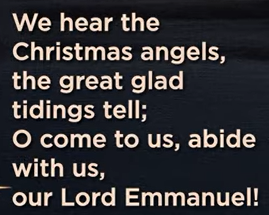 We hear the
Christmas angels,
the great glad
tidings tell;
O come to us, abide
with us,
our Lord Emmanuel!